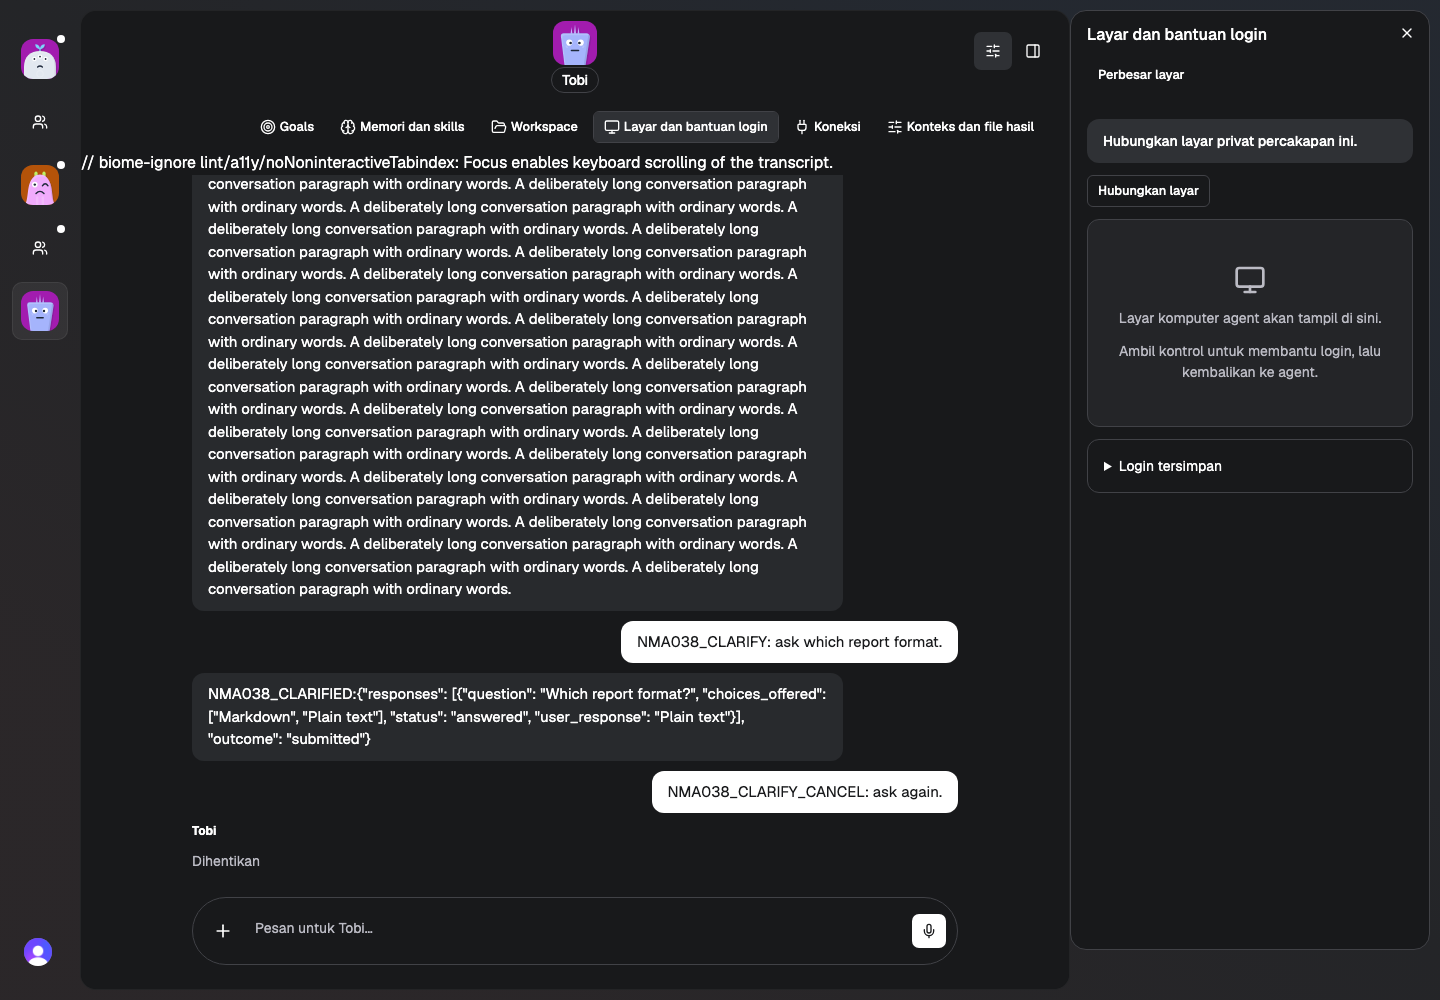 Tobi
Goals
Memori dan skills
Workspace
Layar dan bantuan login
Koneksi
Konteks dan file hasil
// biome-ignore lint/a11y/noNoninteractiveTabindex: Focus enables keyboard scrolling of the transcript.
conversation paragraph with ordinary words. A deliberately long conversation paragraph
with ordinary words. A deliberately long conversation paragraph with ordinary words. A
deliberately long conversation paragraph with ordinary words. A deliberately long
conversation paragraph with ordinary words. A deliberately long conversation paragraph
with ordinary words. A deliberately long conversation paragraph with ordinary words. A
deliberately long conversation paragraph with ordinary words. A deliberately long
conversation paragraph with ordinary words. A deliberately long conversation paragraph
with ordinary words. A deliberately long conversation paragraph with ordinary words. A
deliberately long conversation paragraph with ordinary words. A deliberately long
conversation paragraph with ordinary words. A deliberately long conversation paragraph
with ordinary words. A deliberately long conversation paragraph with ordinary words. A
deliberately long conversation paragraph with ordinary words. A deliberately long
conversation paragraph with ordinary words. A deliberately long conversation paragraph
with ordinary words. A deliberately long conversation paragraph with ordinary words. A
deliberately long conversation paragraph with ordinary words. A deliberately long
conversation paragraph with ordinary words. A deliberately long conversation paragraph
with ordinary words. A deliberately long conversation paragraph with ordinary words. A
deliberately long conversation paragraph with ordinary words. A deliberately long
conversation paragraph with ordinary words.
NMA038_CLARIFY: ask which report format.
NMA038_CLARIFIED:{"responses": [{"question": "Which report format?", "choices_offered":
["Markdown", "Plain text"], "status": "answered", "user_response": "Plain text"}],
"outcome": "submitted"}
NMA038_CLARIFY_CANCEL: ask again.
Tobi
Dihentikan
Pesan untuk Tobi...
Layar dan bantuan login
Perbesar layar
Hubungkan layar privat percakapan ini.
Hubungkan layar
Layar komputer agent akan tampil di sini.
Ambil kontrol untuk membantu login, lalu
kembalikan ke agent.
Login tersimpan